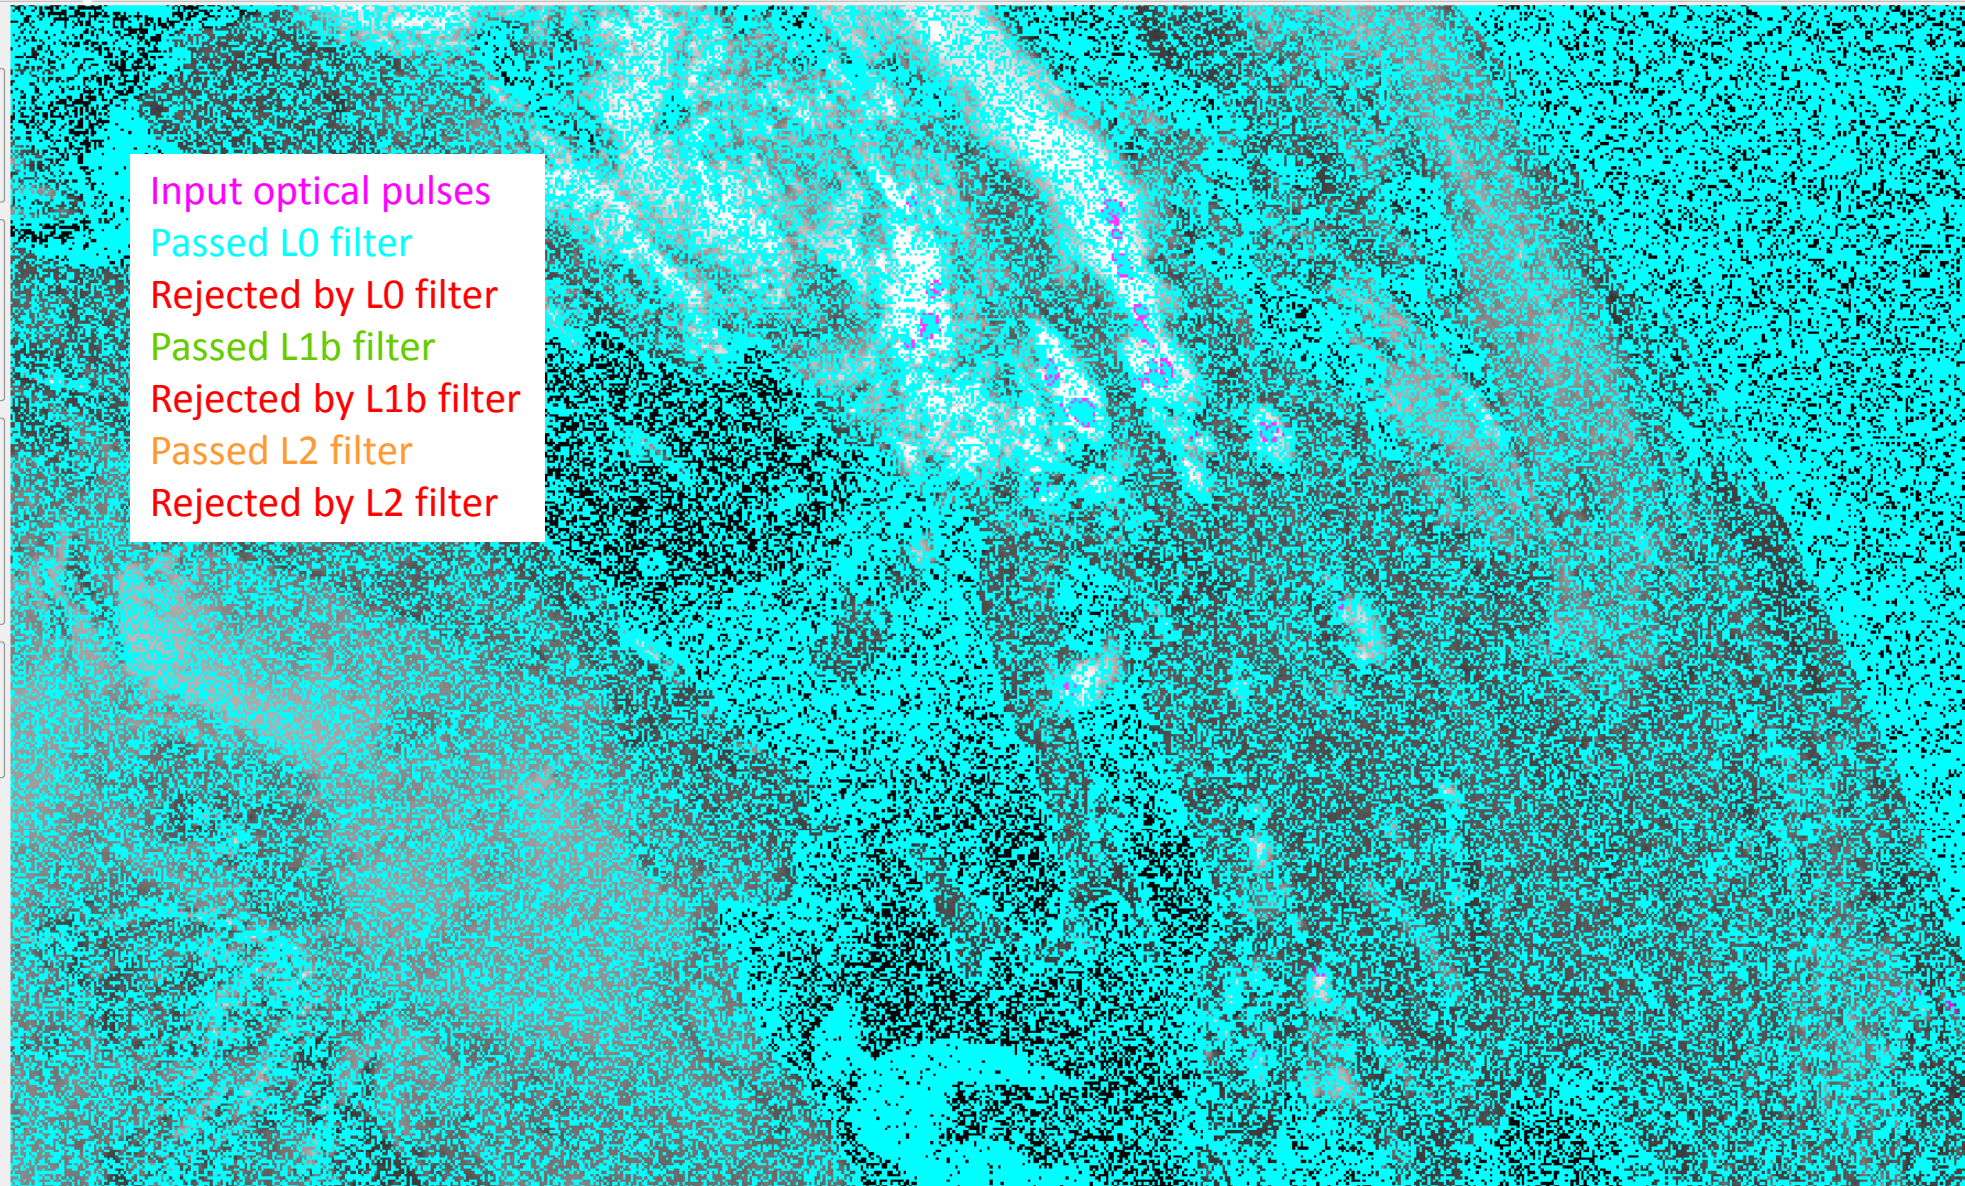 Input optical pulses
Passed L0 filter
Rejected by L0 filter
Passed L1b filter
Rejected by L1b filter
Passed L2 filter
Rejected by L2 filter